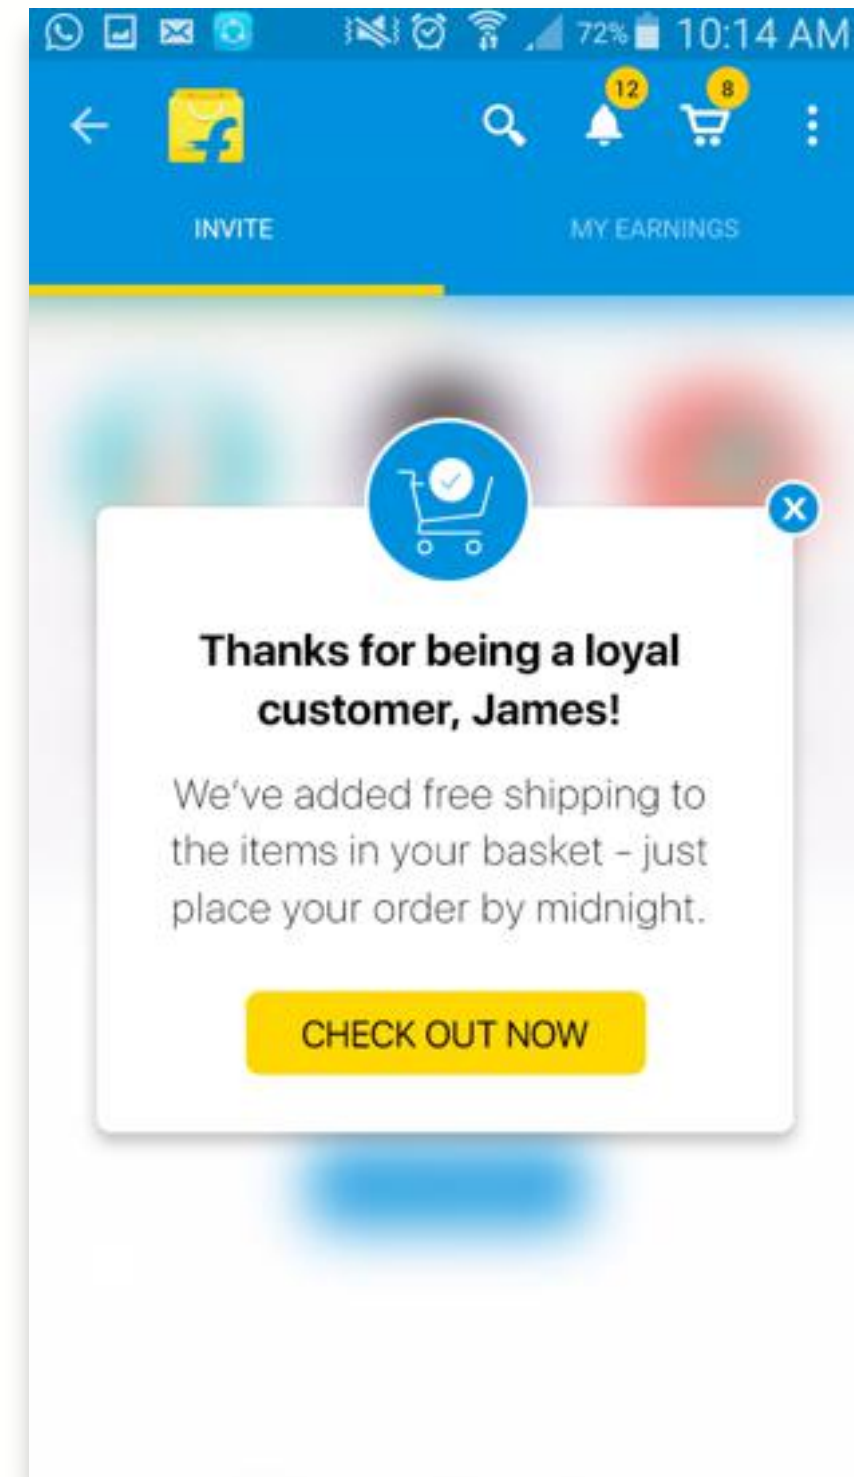 72% 10:14 AM
12 8
INVITE MY EARNINGS
X
Thanks for being a loyal
customer, James!
We've added free shipping to
the items in your basket – just
place your order by midnight.
CHECK OUT NOW